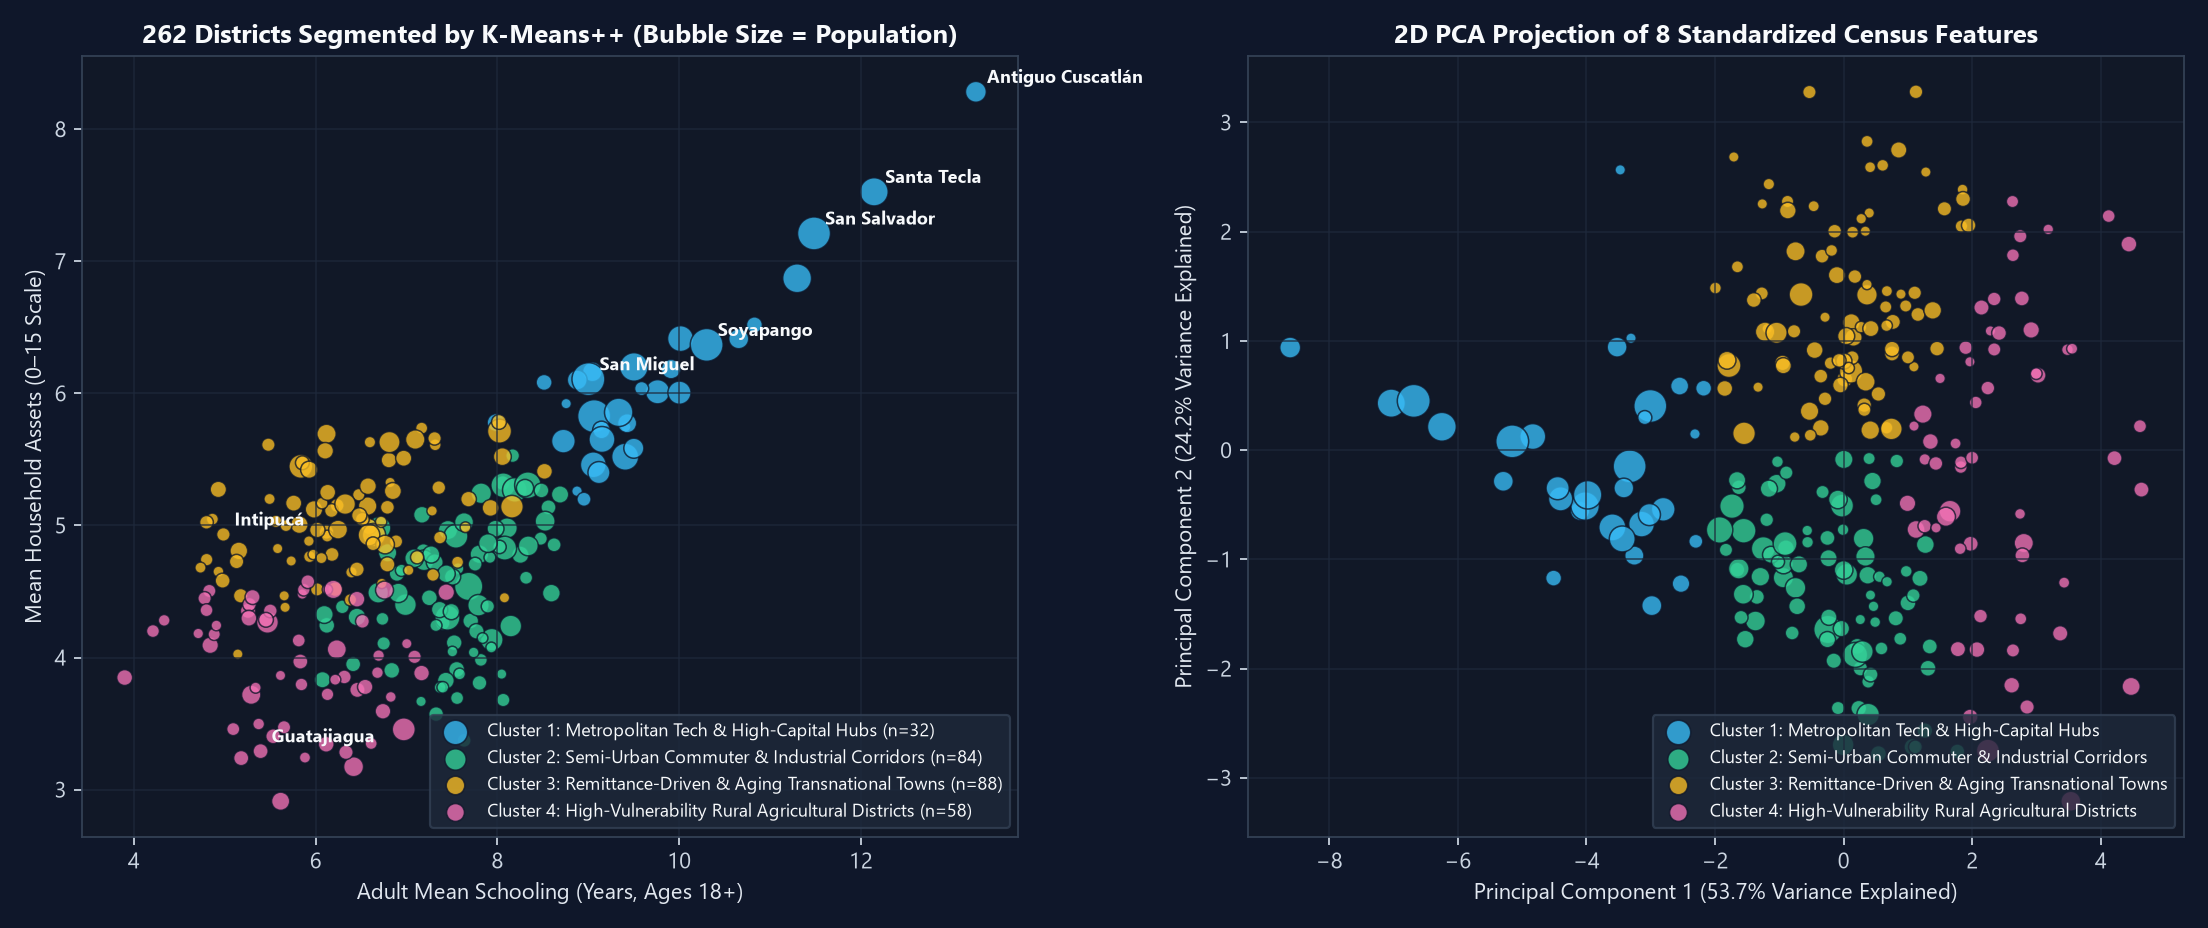 262 Districts Segmented by K-Means++ (Bubble Size = Population)
Mean Household Assets (0–15 Scale)
8
7
6
5
4
3
Antiguo Cuscatlán
Santa Tecla
San Salvador
Soyapango
San Miguel
Intipucá
Guatajiagua
Cluster 1: Metropolitan Tech & High-Capital Hubs (n=32)
Cluster 2: Semi-Urban Commuter & Industrial Corridors (n=84)
Cluster 3: Remittance-Driven & Aging Transnational Towns (n=88)
Cluster 4: High-Vulnerability Rural Agricultural Districts (n=58)
4 6 8 10 12
Adult Mean Schooling (Years, Ages 18+)
2D PCA Projection of 8 Standardized Census Features
Principal Component 2 (24.2% Variance Explained)
3
2
1
0
−1
−2
−3
Cluster 1: Metropolitan Tech & High-Capital Hubs
Cluster 2: Semi-Urban Commuter & Industrial Corridors
Cluster 3: Remittance-Driven & Aging Transnational Towns
Cluster 4: High-Vulnerability Rural Agricultural Districts
−8 −6 −4 −2 0 2 4
Principal Component 1 (53.7% Variance Explained)